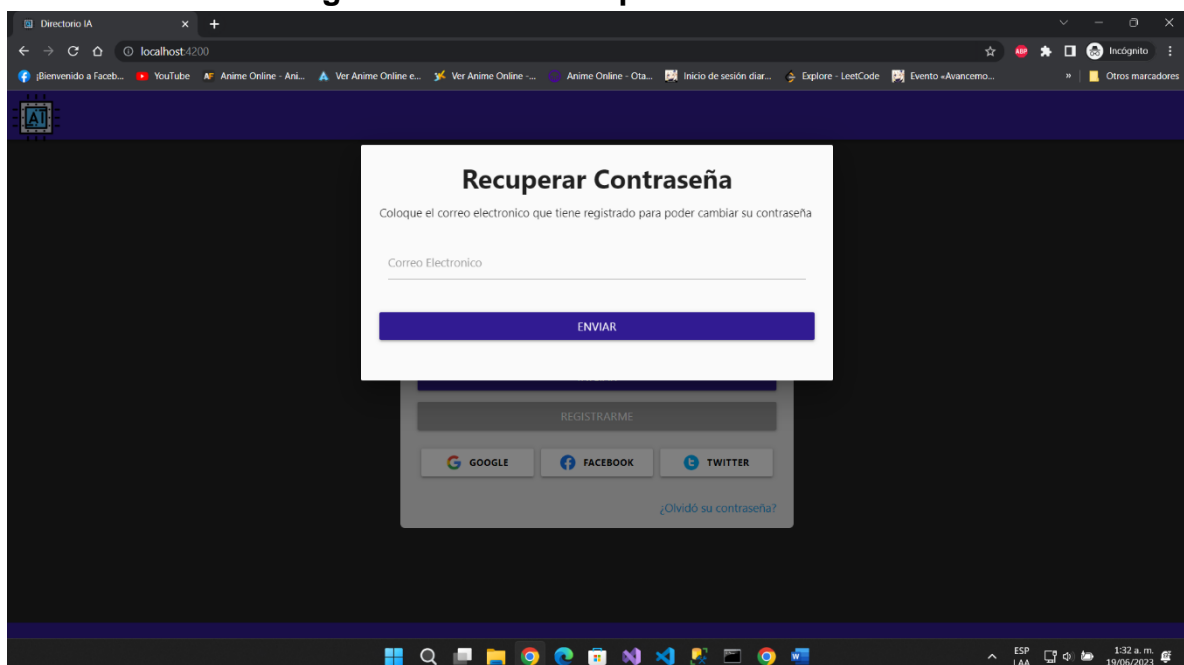 Directorio IA
localhost:4200
ABP
Incógnito
¡Bienvenido a Faceb... YouTube AF Anime Online - Ani... Ver Anime Online e... Ver Anime Online -... Anime Online - Ota... Inicio de sesión diar... Explore - LeetCode Evento «Avancemo... » Otros marcadores
AI
Recuperar Contraseña
Coloque el correo electronico que tiene registrado para poder cambiar su contraseña
Correo Electronico
ENVIAR
REGISTRARME
GOOGLE FACEBOOK TWITTER
¿Olvidó su contraseña?
ESP 1:32 a. m.
LAA 19/06/2023